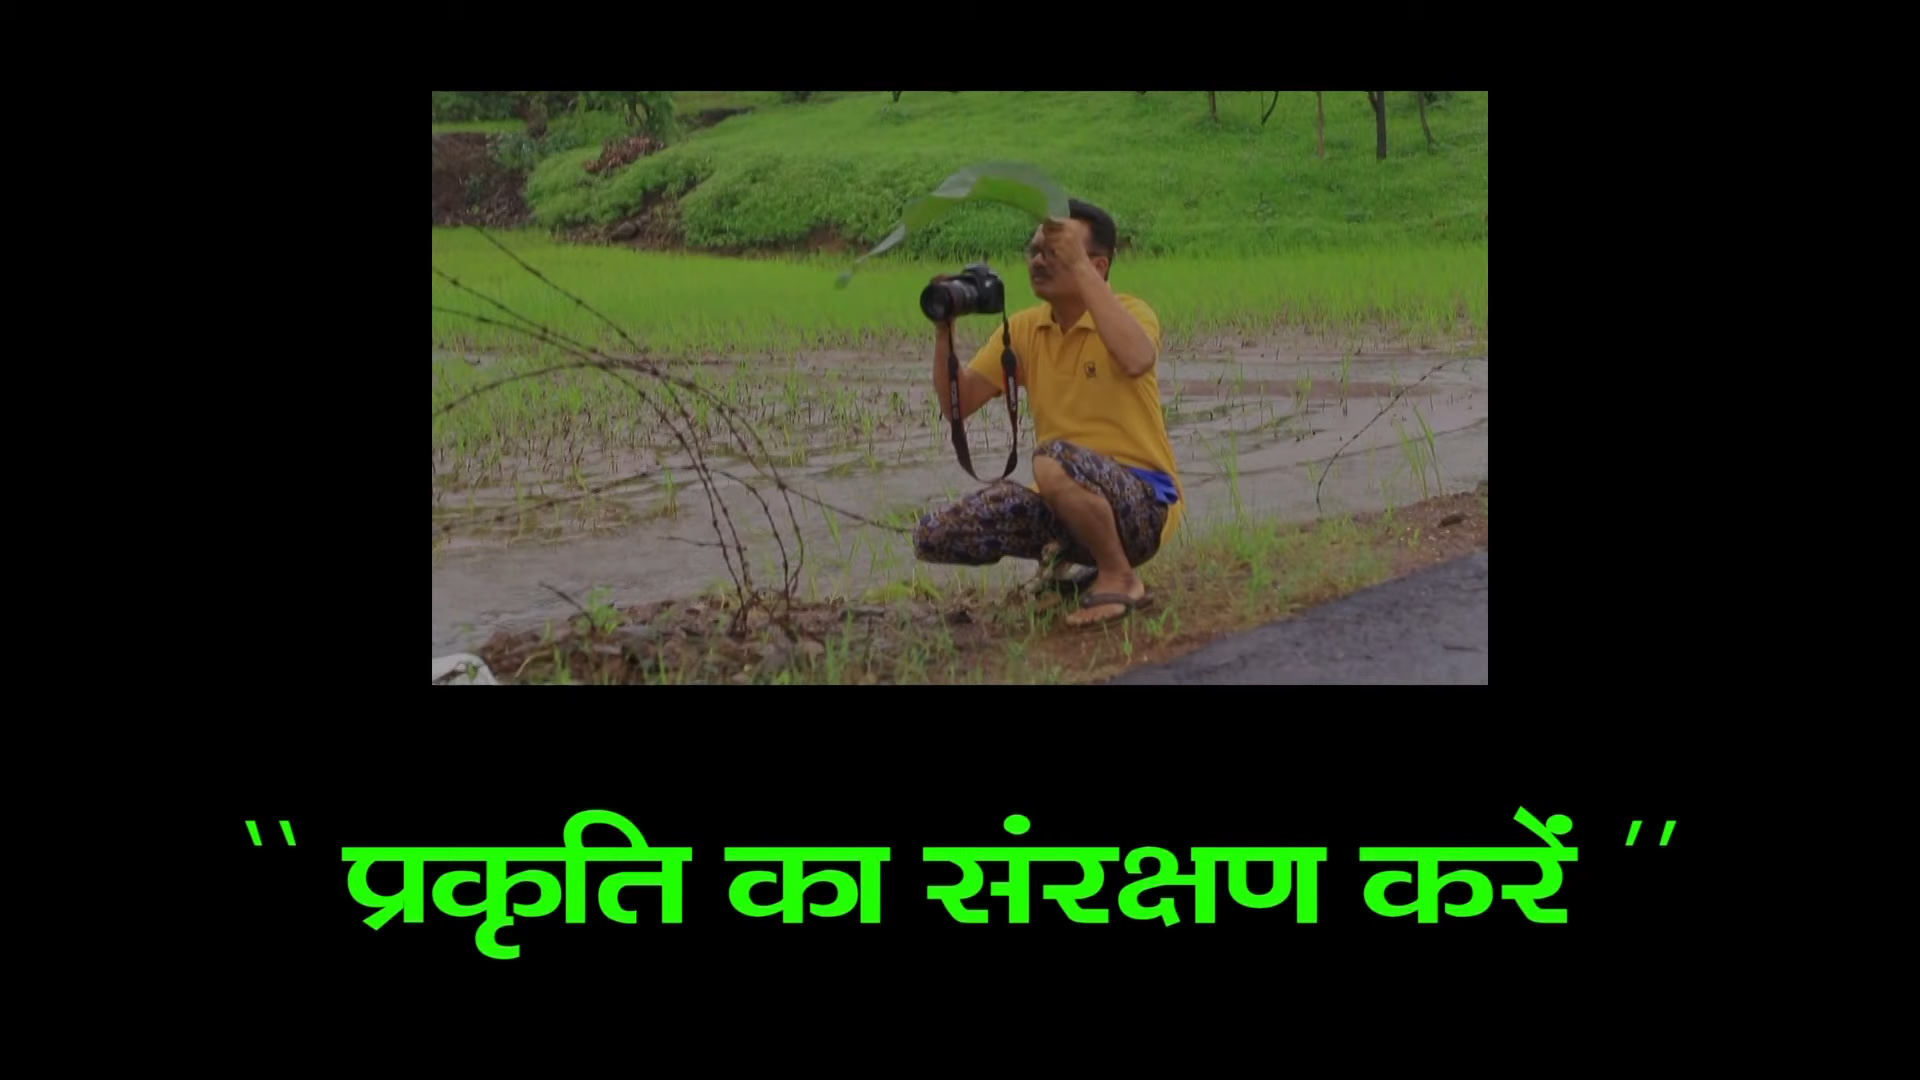 ‘‘ प्रकृति का संरक्षण करें ’’